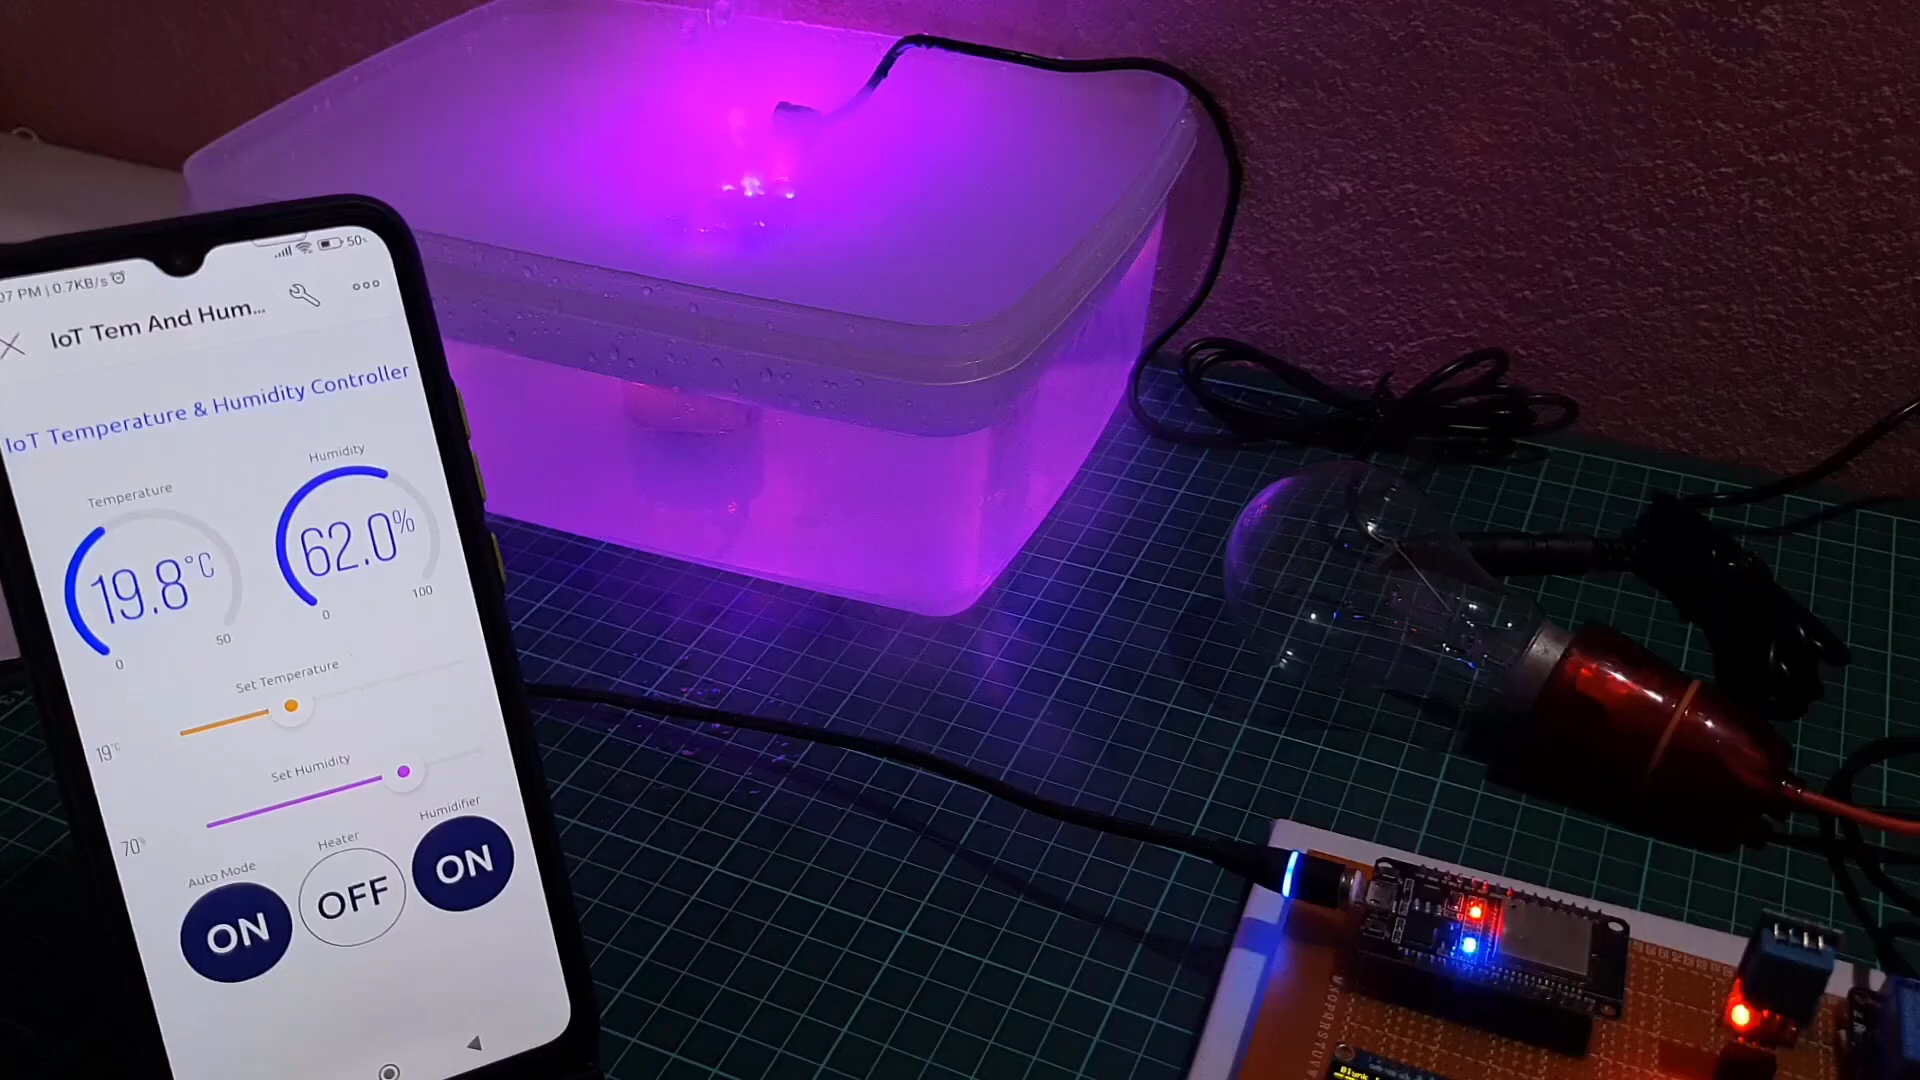 07 PM | 0.7KB/s
50%
IoT Tem And Hum...
IoT Temperature & Humidity Controller
Temperature
Humidity
19.8°C
62.0%
0
50
0
100
Set Temperature
19°C
Set Humidity
70%
Auto Mode
Heater
Humidifier
ON
OFF
ON
Blynk